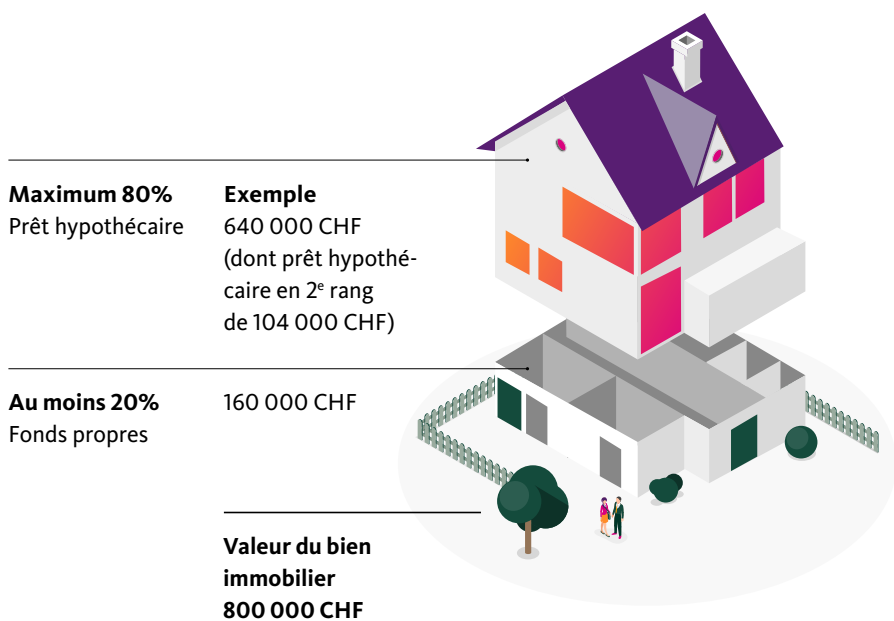 Maximum 80%
Prêt hypothécaire
Exemple
640 000 CHF
(dont prêt hypothé-
caire en 2e rang
de 104 000 CHF)
Au moins 20%
Fonds propres
160 000 CHF
Valeur du bien
immobilier
800 000 CHF